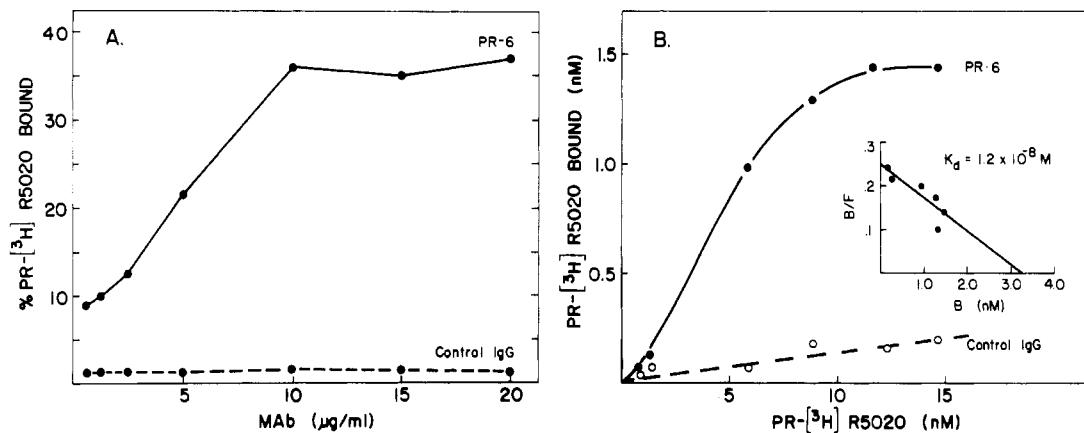 A.
PR-6
Control IgG
40
35
30
25
20
10
5
10
15
20
% PR-[³H] R5020 BOUND
MAb (µg/ml)
B.
PR-6
Control IgG
1.5
1.0
0.5
5
10
15
PR-[³H] R5020 BOUND (nM)
PR-[³H] R5020 (nM)
K_d = 1.2 x 10⁻⁸ M
.3
.2
.1
1.0 2.0 3.0 4.0
B/F
B (nM)